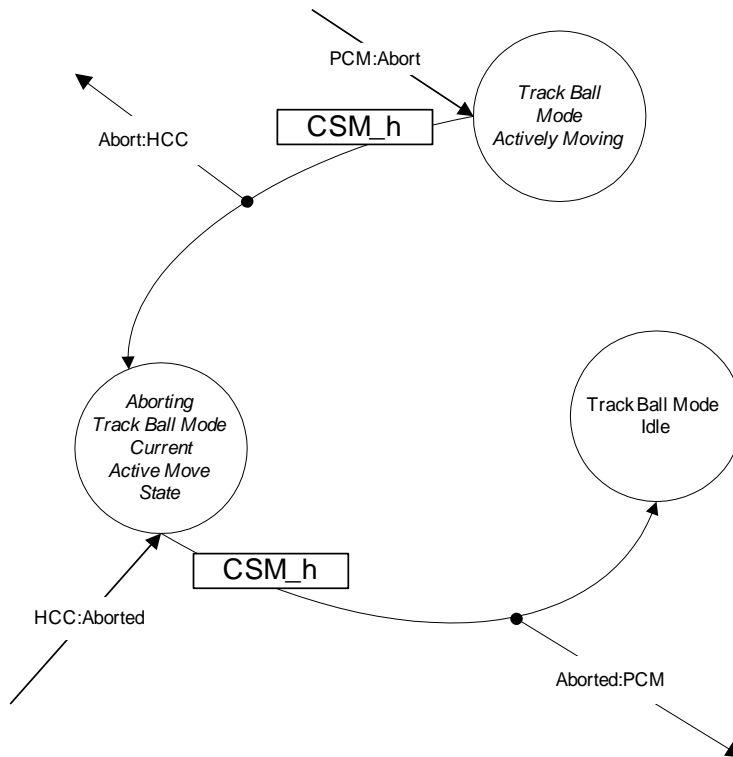 PCM:Abort
Track Ball
Mode
Actively Moving
CSM_h
Abort:HCC
Aborting
Track Ball Mode
Current
Active Move
State
Track Ball Mode
Idle
CSM_h
HCC:Aborted
Aborted:PCM